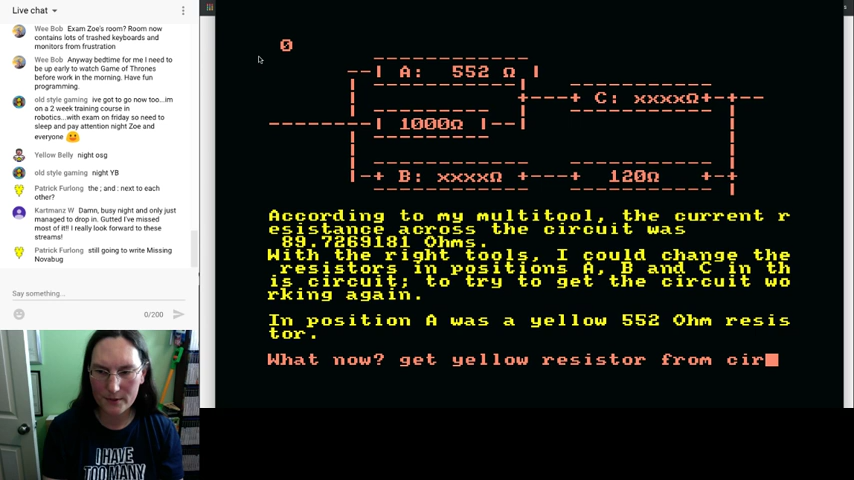 Live chat
Wee Bob Exam Zoe's room? Room now
contains lots of trashed keyboards and
monitors from frustration
Wee Bob Anyway bedtime for me I need to
be up early to watch Game of Thrones
before work in the morning. Have fun
programming.
old style gaming ive got to go now too...im
on a 2 week training course in
robotics...with exam on friday so need to
sleep and pay attention night Zoe and
everyone
Yellow Belly night osg
old style gaming night YB
Patrick Furlong the ; and : next to each
other?
Kartmanz W Damn, busy night and only just
managed to drop in. Gutted I've missed
most of it!! I really look forward to these
streams!
Patrick Furlong still going to write Missing
Novabug
Say something...
0/200
I HAVE
TOO MANY
0
A: 552 Ω
C: xxxxΩ
1000Ω
B: xxxxΩ
120Ω
According to my multitool, the current r
esistance across the circuit was
89.7269181 Ohms.
With the right tools, I could change the
resistors in positions A, B and C in th
is circuit; to try to get the circuit wo
rking again.
In position A was a yellow 552 Ohm resis
tor.
What now? get yellow resistor from cir